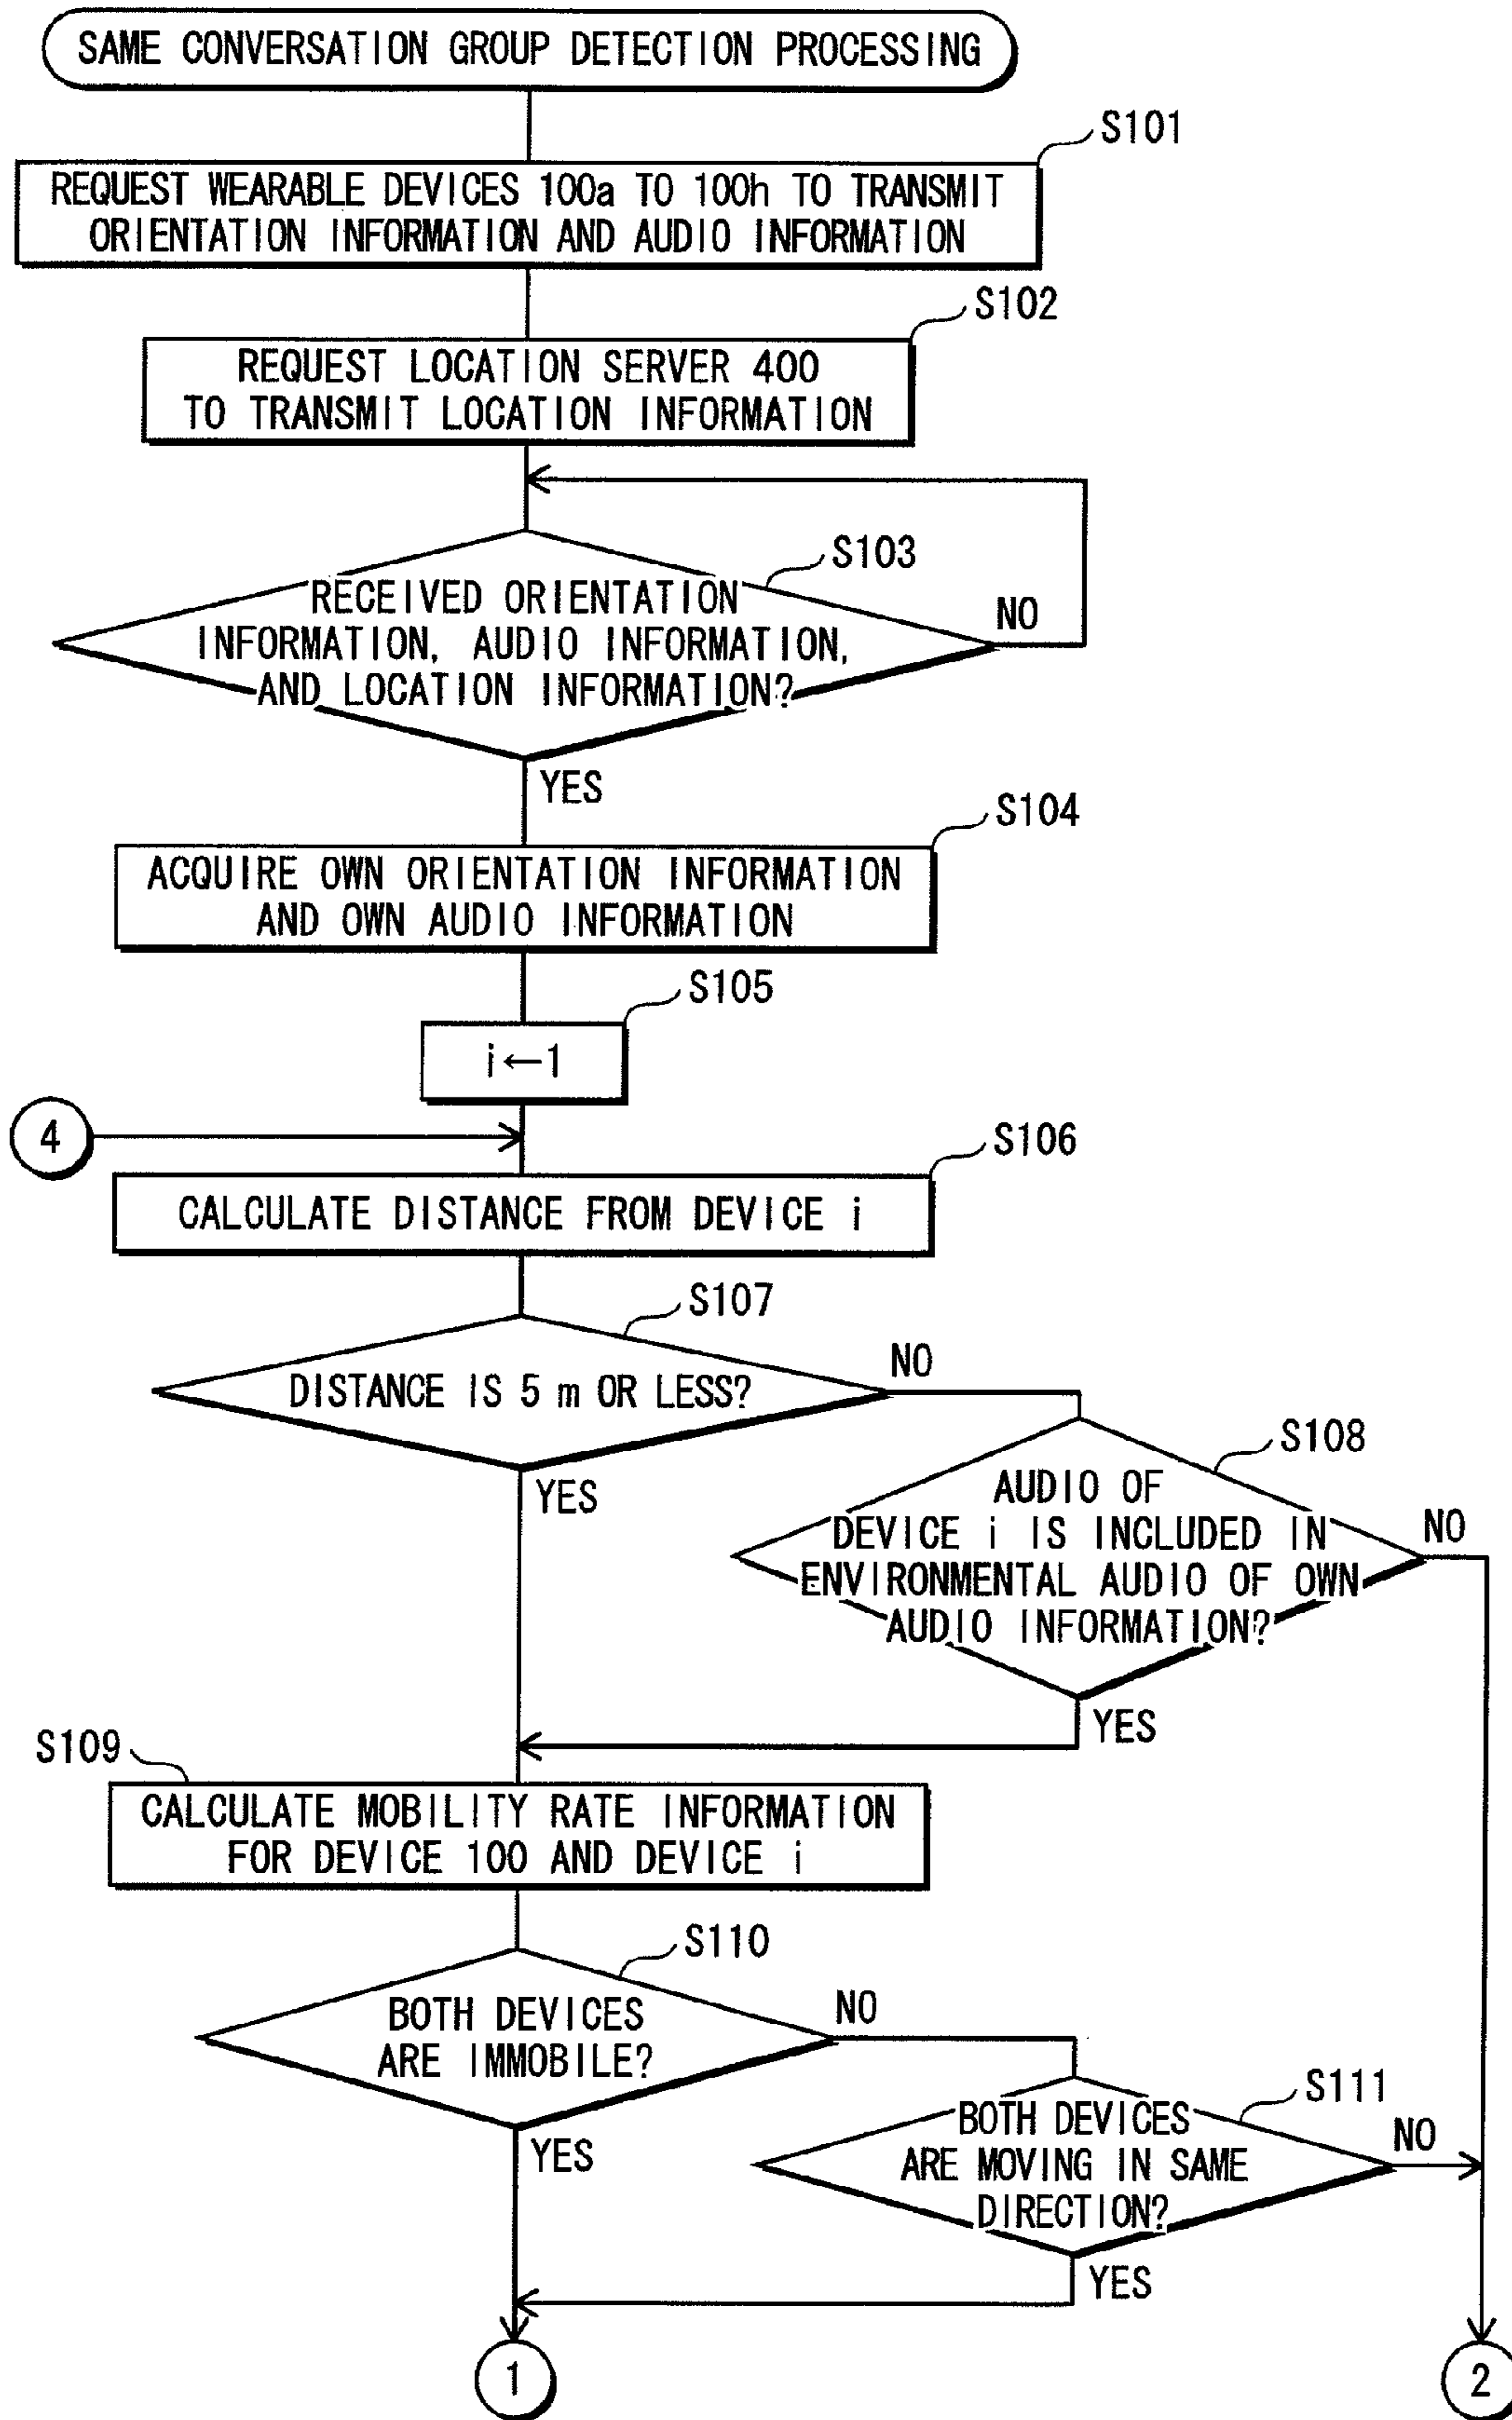 SAME CONVERSATION GROUP DETECTION PROCESSING
S101
REQUEST WEARABLE DEVICES 100a TO 100h TO TRANSMIT
ORIENTATION INFORMATION AND AUDIO INFORMATION
S102
REQUEST LOCATION SERVER 400
TO TRANSMIT LOCATION INFORMATION
S103
RECEIVED ORIENTATION
INFORMATION, AUDIO INFORMATION,
AND LOCATION INFORMATION?
NO
YES
S104
ACQUIRE OWN ORIENTATION INFORMATION
AND OWN AUDIO INFORMATION
S105
i←1
4
S106
CALCULATE DISTANCE FROM DEVICE i
S107
DISTANCE IS 5 m OR LESS?
NO
YES
S108
AUDIO OF
DEVICE i IS INCLUDED IN
ENVIRONMENTAL AUDIO OF OWN
AUDIO INFORMATION?
NO
YES
S109
CALCULATE MOBILITY RATE INFORMATION
FOR DEVICE 100 AND DEVICE i
S110
BOTH DEVICES
ARE IMMOBILE?
NO
YES
S111
BOTH DEVICES
ARE MOVING IN SAME
DIRECTION?
NO
YES
1
2